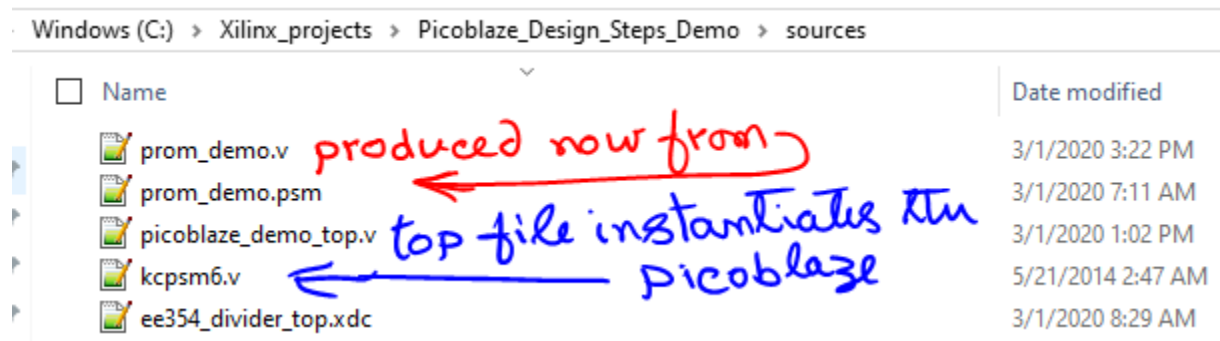 Windows (C:) > Xilinx_projects > Picoblaze_Design_Steps_Demo > sources
Name Date modified
prom_demo.v produced now from 3/1/2020 3:22 PM
prom_demo.psm 3/1/2020 7:11 AM
picoblaze_demo_top.v top file instantiates the 3/1/2020 1:02 PM
kcpsm6.v picoblaze 5/21/2014 2:47 AM
ee354_divider_top.xdc 3/1/2020 8:29 AM